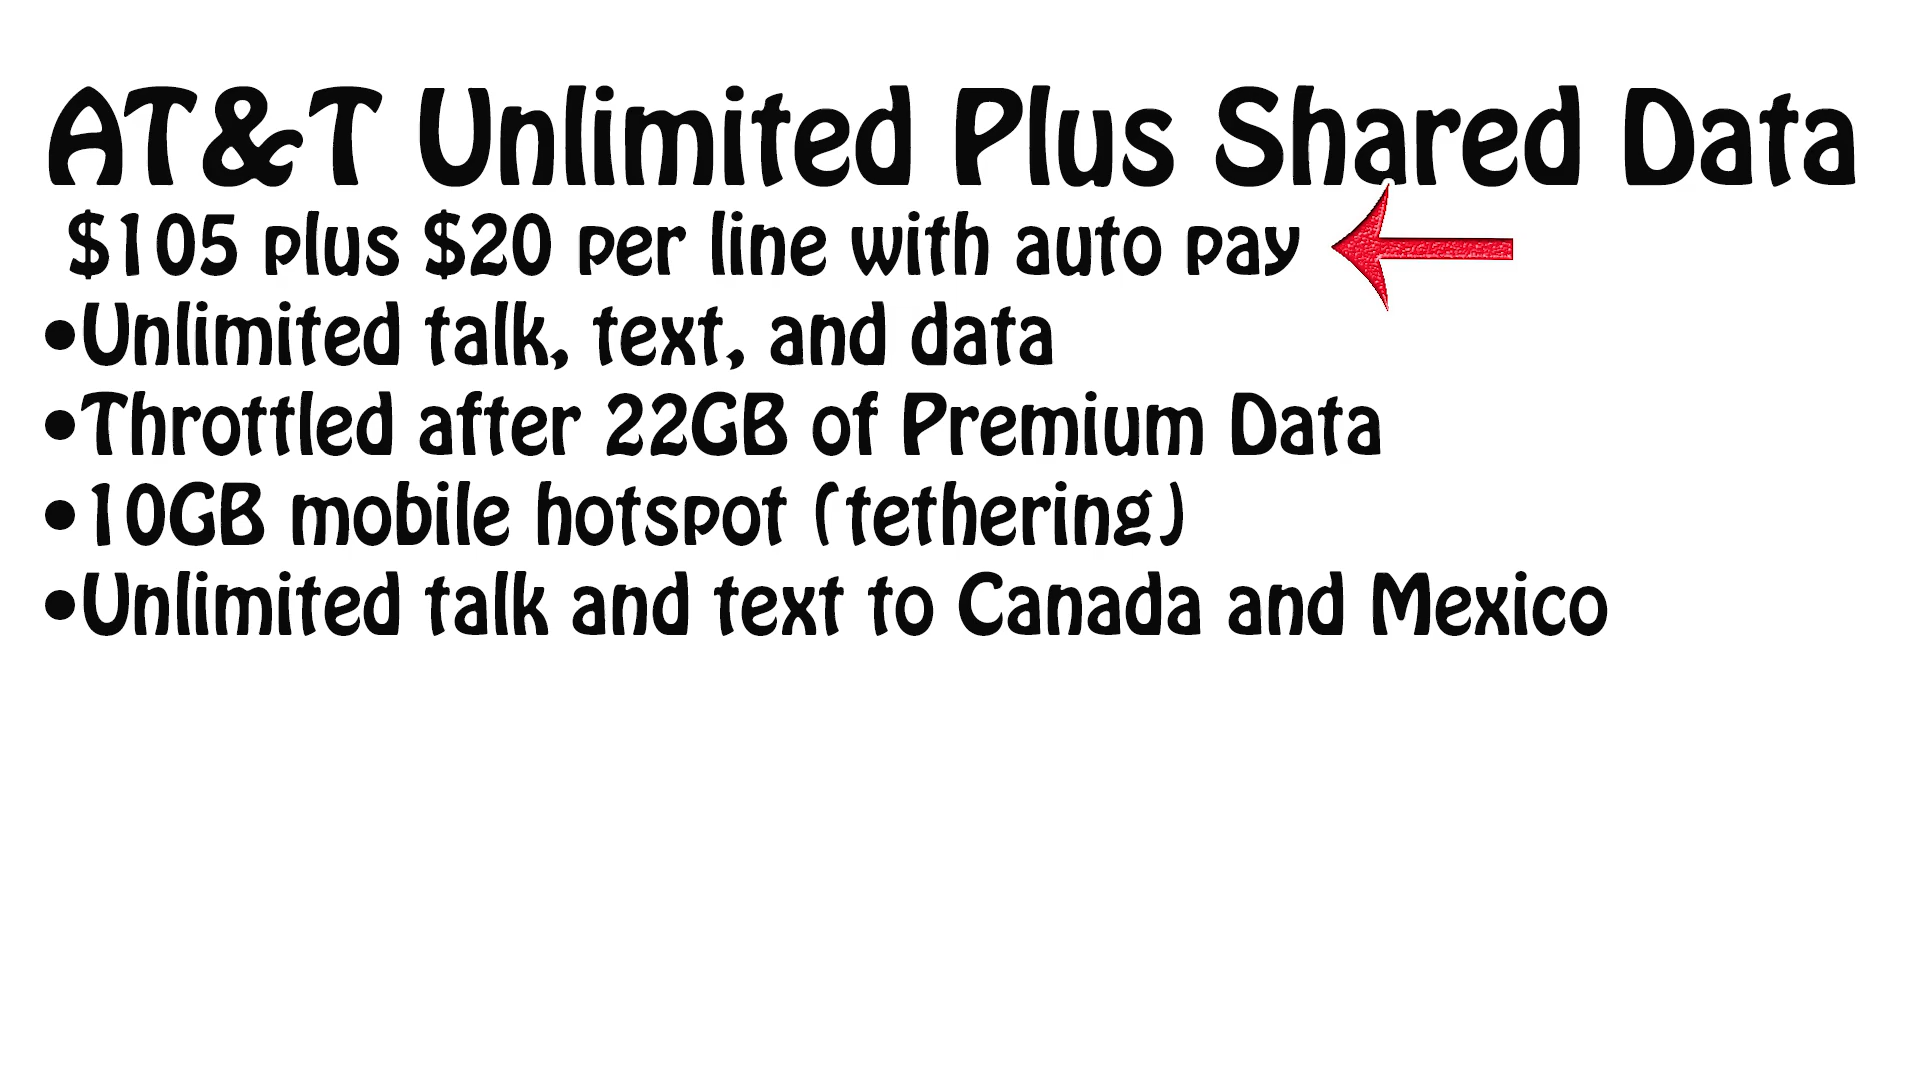 AT&T Unlimited Plus Shared Data
$105 plus $20 per line with auto pay
•Unlimited talk, text, and data
•Throttled after 22GB of Premium Data
•10GB mobile hotspot (tethering)
•Unlimited talk and text to Canada and Mexico